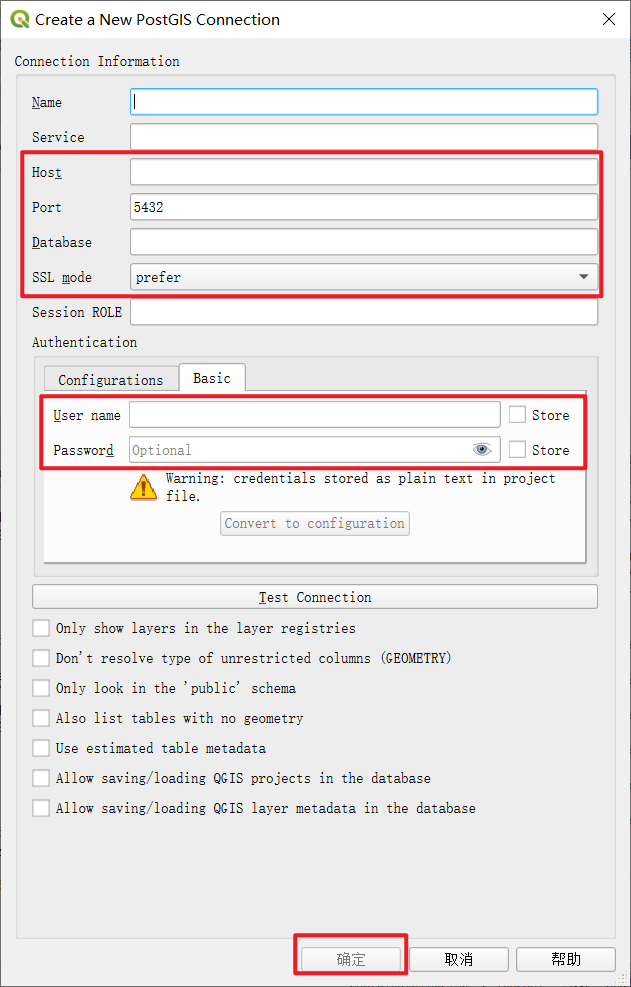 Create a New PostGIS Connection
Connection Information
Name
Service
Host
Port 5432
Database
SSL mode prefer
Session ROLE
Authentication
Configurations Basic
User name Store
Password Optional Store
Warning: credentials stored as plain text in project
file.
Convert to configuration
Test Connection
Only show layers in the layer registries
Don't resolve type of unrestricted columns (GEOMETRY)
Only look in the 'public' schema
Also list tables with no geometry
Use estimated table metadata
Allow saving/loading QGIS projects in the database
Allow saving/loading QGIS layer metadata in the database
确定 取消 帮助